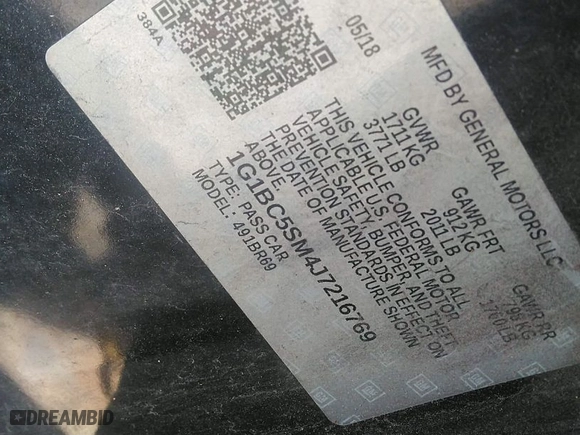 MFD BY GENERAL MOTORS LLC
05/18
384A
GVWR GAWR FRT GAWR RR
1711 KG 912 KG 799 KG
3771 LB 2011 LB 1760 LB
THIS VEHICLE CONFORMS TO ALL
APPLICABLE U.S. FEDERAL MOTOR
VEHICLE SAFETY, BUMPER, AND THEFT
PREVENTION STANDARDS IN EFFECT ON
THE DATE OF MANUFACTURE SHOWN
ABOVE.
1G1BC5SM4J7216769
TYPE: PASS CAR
MODEL: 491BR69
DREAMBID